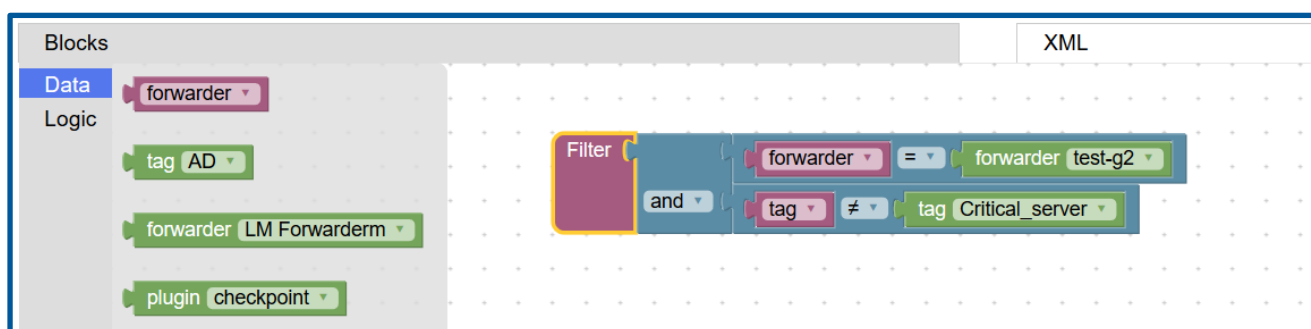 Blocks
XML
Data
Logic
forwarder
tag AD
forwarder LM Forwarderm
plugin checkpoint
Filter
forwarder = forwarder test-g2
and
tag ≠ tag Critical_server